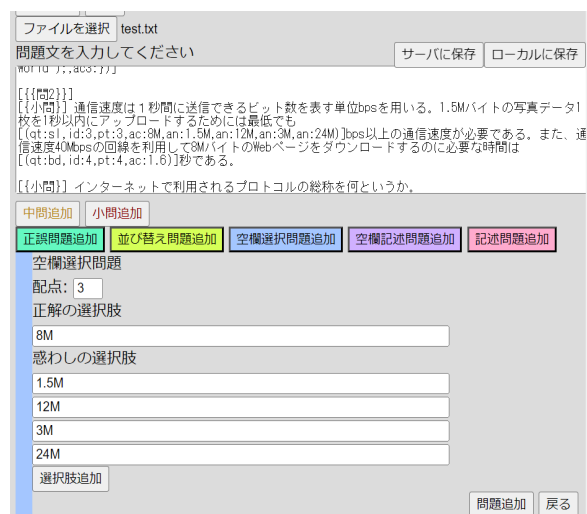 ファイルを選択 test.txt
問題文を入力してください
サーバに保存 ローカルに保存
World");,ac3:})]
[{{問2}}]
[{小問}] 通信速度は１秒間に送信できるビット数を表す単位bpsを用いる。1.5Mバイトの写真データ1
枚を1秒以内にアップロードするためには最低でも
[(qt:sl,id:3,pt:3,ac:8M,an:1.5M,an:12M,an:3M,an:24M)]bps以上の通信速度が必要である。また、通
信速度40Mbpsの回線を利用して8MバイトのWebページをダウンロードするのに必要な時間は
[(qt:bd,id:4,pt:4,ac:1.6)]秒である。
[{小問}] インターネットで利用されるプロトコルの総称を何というか。
中問追加 小問追加
正誤問題追加 並び替え問題追加 空欄選択問題追加 空欄記述問題追加 記述問題追加
空欄選択問題
配点: 3
正解の選択肢
8M
惑わしの選択肢
1.5M
12M
3M
24M
選択肢追加
問題追加 戻る